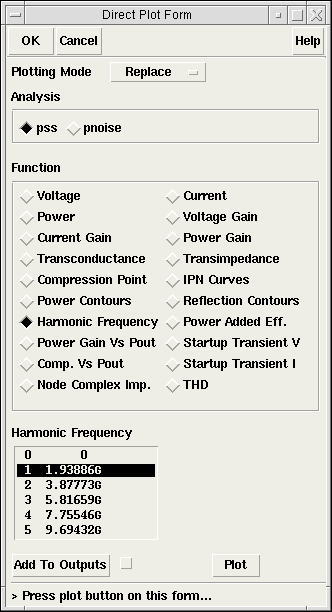 Direct Plot Form
OK Cancel Help
Plotting Mode Replace
Analysis
pss pnoise
Function
Voltage Current
Power Voltage Gain
Current Gain Power Gain
Transconductance Transimpedance
Compression Point IPN Curves
Power Contours Reflection Contours
Harmonic Frequency Power Added Eff.
Power Gain Vs Pout Startup Transient V
Comp. Vs Pout Startup Transient I
Node Complex Imp. THD
Harmonic Frequency
0 0
1 1.93886G
2 3.87773G
3 5.81659G
4 7.75546G
5 9.69432G
Add To Outputs Plot
> Press plot button on this form...